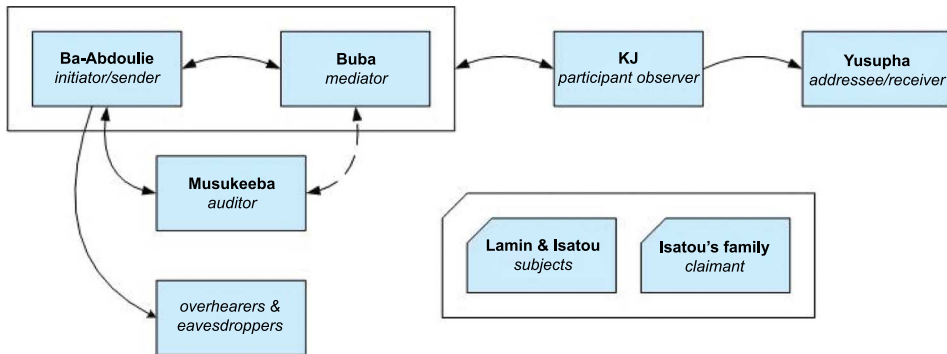 Ba-Abdoulie
initiator/sender
Buba
mediator
KJ
participant observer
Yusupha
addressee/receiver
Musukeeba
auditor
Lamin & Isatou
subjects
Isatou's family
claimant
overhearers &
eavesdroppers